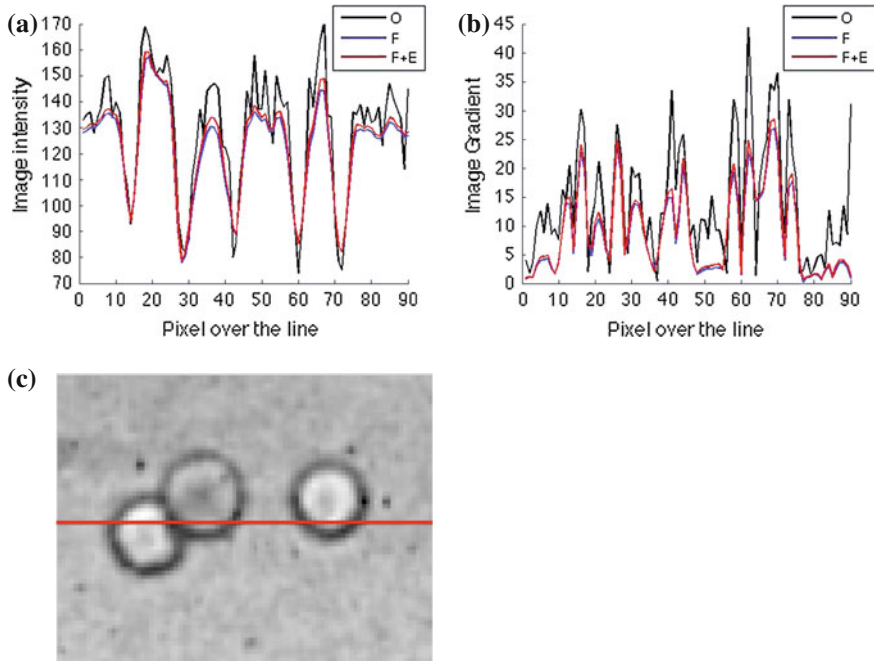 (a)
170
160
150
140
130
120
110
100
90
80
70
0 10 20 30 40 50 60 70 80 90
Image intensity
Pixel over the line
O
F
F+E
(b)
45
40
35
30
25
20
15
10
5
0
0 10 20 30 40 50 60 70 80 90
Image Gradient
Pixel over the line
O
F
F+E
(c)